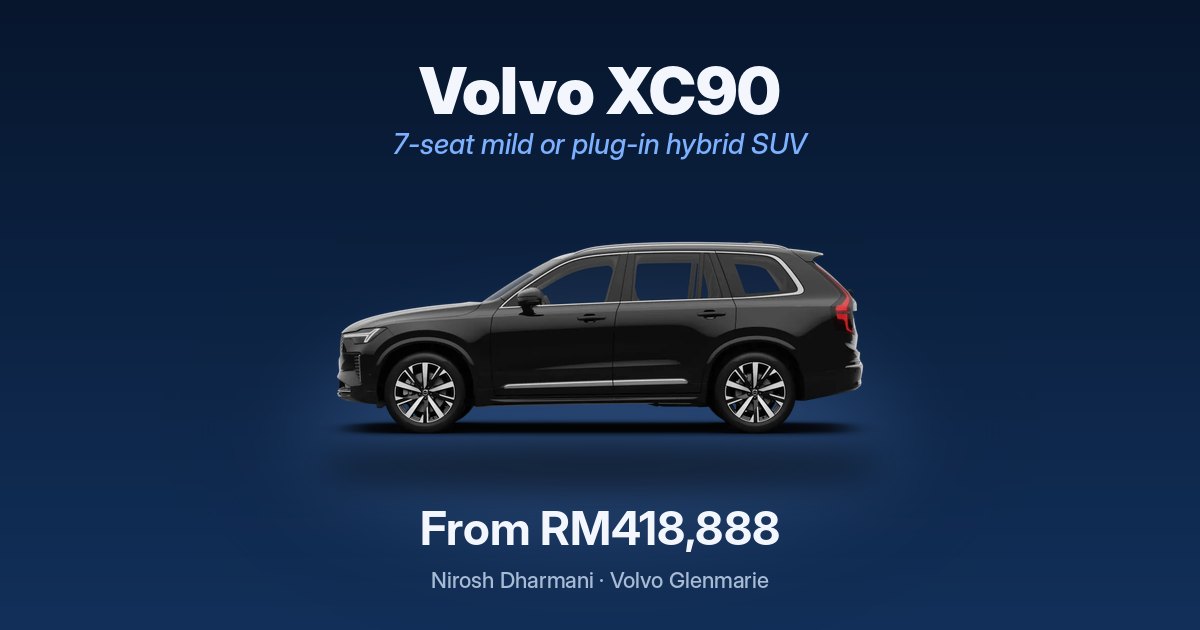 Volvo XC90
7-seat mild or plug-in hybrid SUV
From RM418,888
Nirosh Dharmani · Volvo Glenmarie